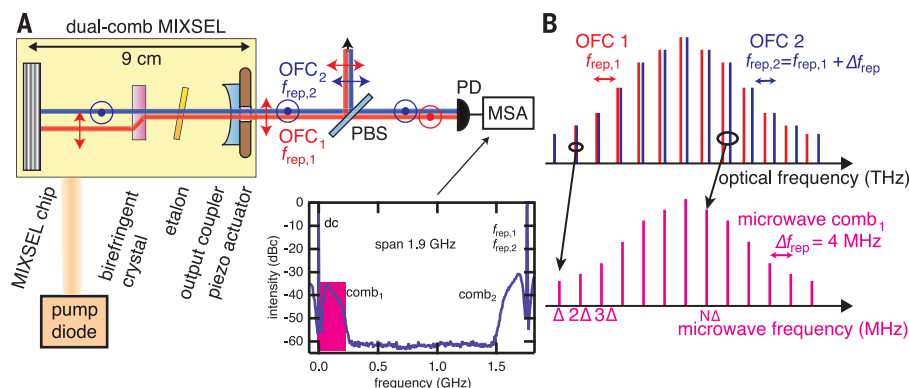 A
dual-comb MIXSEL
9 cm
OFC2
frep,2
OFC1
frep,1
PBS
PD
MSA
MIXSEL chip
birefringent
crystal
etalon
output coupler
piezo actuator
pump
diode
intensity (dBc)
0
-10
-20
-30
-40
-50
-60
dc
span 1.9 GHz
frep,1
frep,2
comb1
comb2
0.0
0.5
1.0
1.5
frequency (GHz)
B
OFC 1
frep,1
OFC 2
frep,2=frep,1 + Δfrep
optical frequency (THz)
microwave comb1
Δfrep = 4 MHz
Δ 2Δ 3Δ NΔ
microwave frequency (MHz)